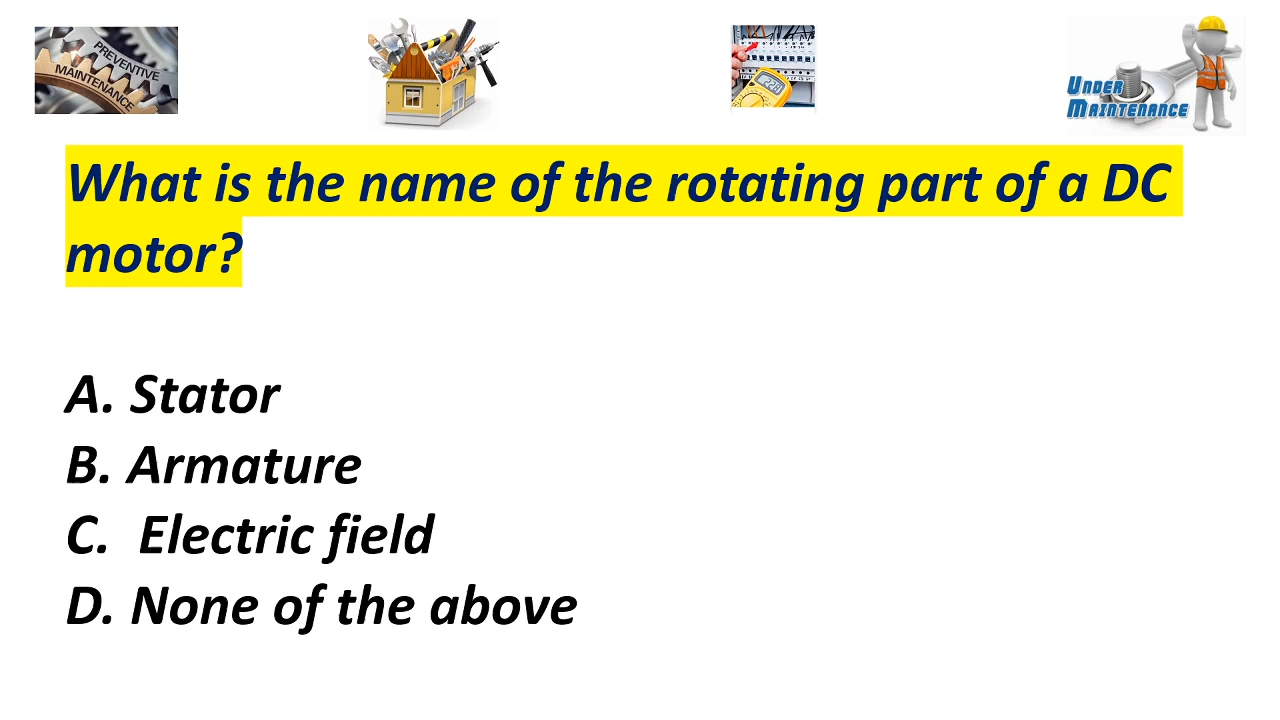 PREVENTIVE
MAINTENANCE
UNDER
MAINTENANCE
What is the name of the rotating part of a DC
motor?
A. Stator
B. Armature
C. Electric field
D. None of the above